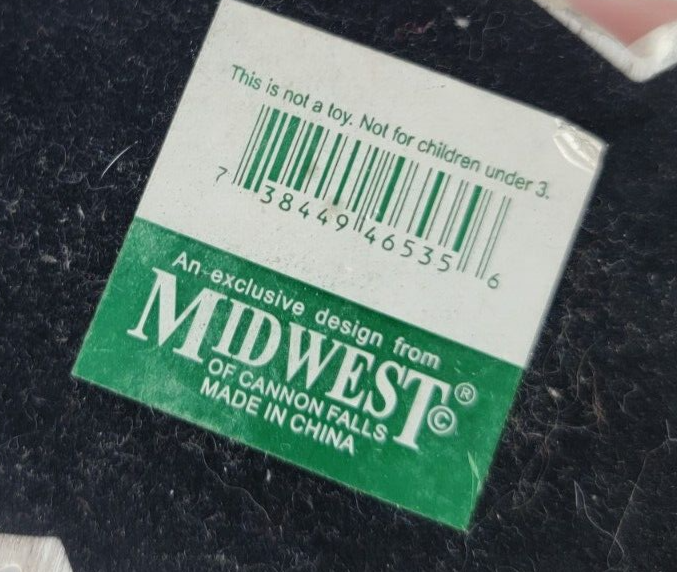 This is not a toy. Not for children under 3.
7 38449 46535 6
An exclusive design from
MIDWEST®
OF CANNON FALLS ©
MADE IN CHINA